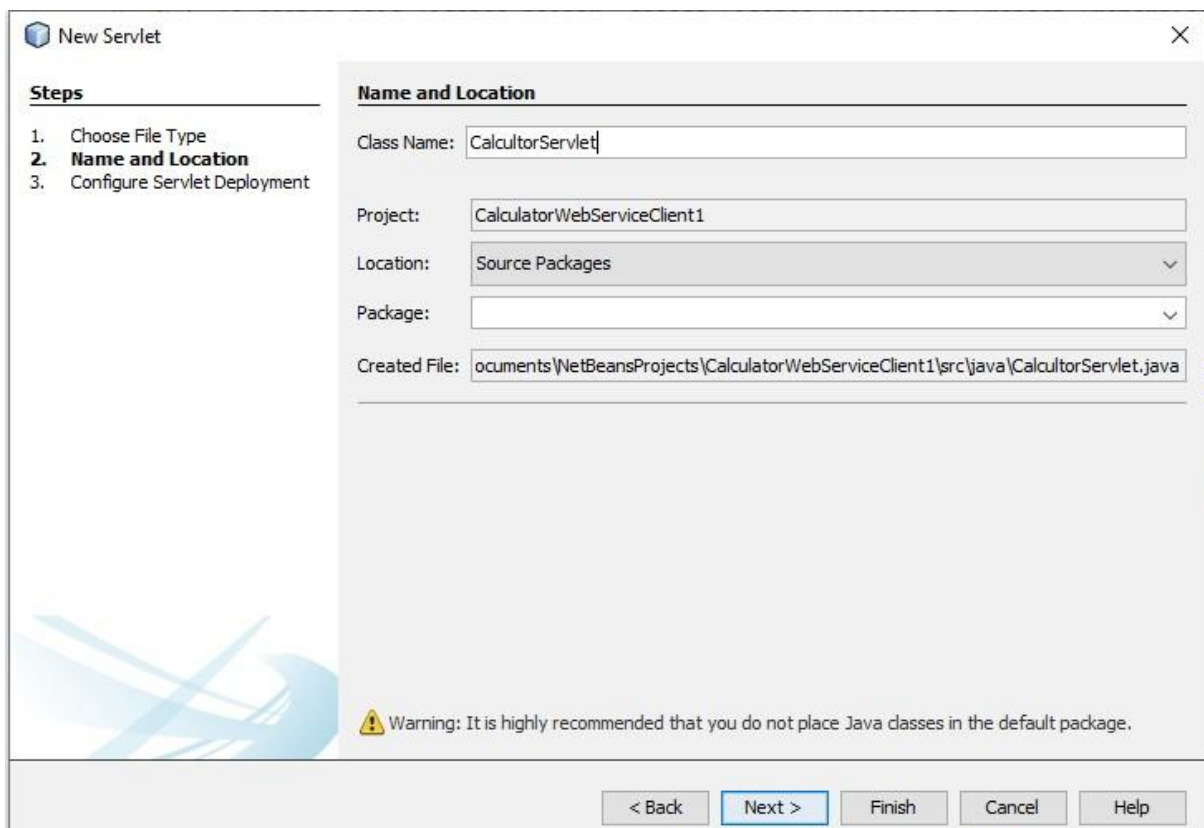 New Servlet
Steps
1. Choose File Type
2. Name and Location
3. Configure Servlet Deployment
Name and Location
Class Name: CalcultorServlet
Project: CalculatorWebServiceClient1
Location: Source Packages
Package:
Created File: ocuments\NetBeansProjects\CalculatorWebServiceClient1\src\java\CalcultorServlet.java
Warning: It is highly recommended that you do not place Java classes in the default package.
< Back Next > Finish Cancel Help